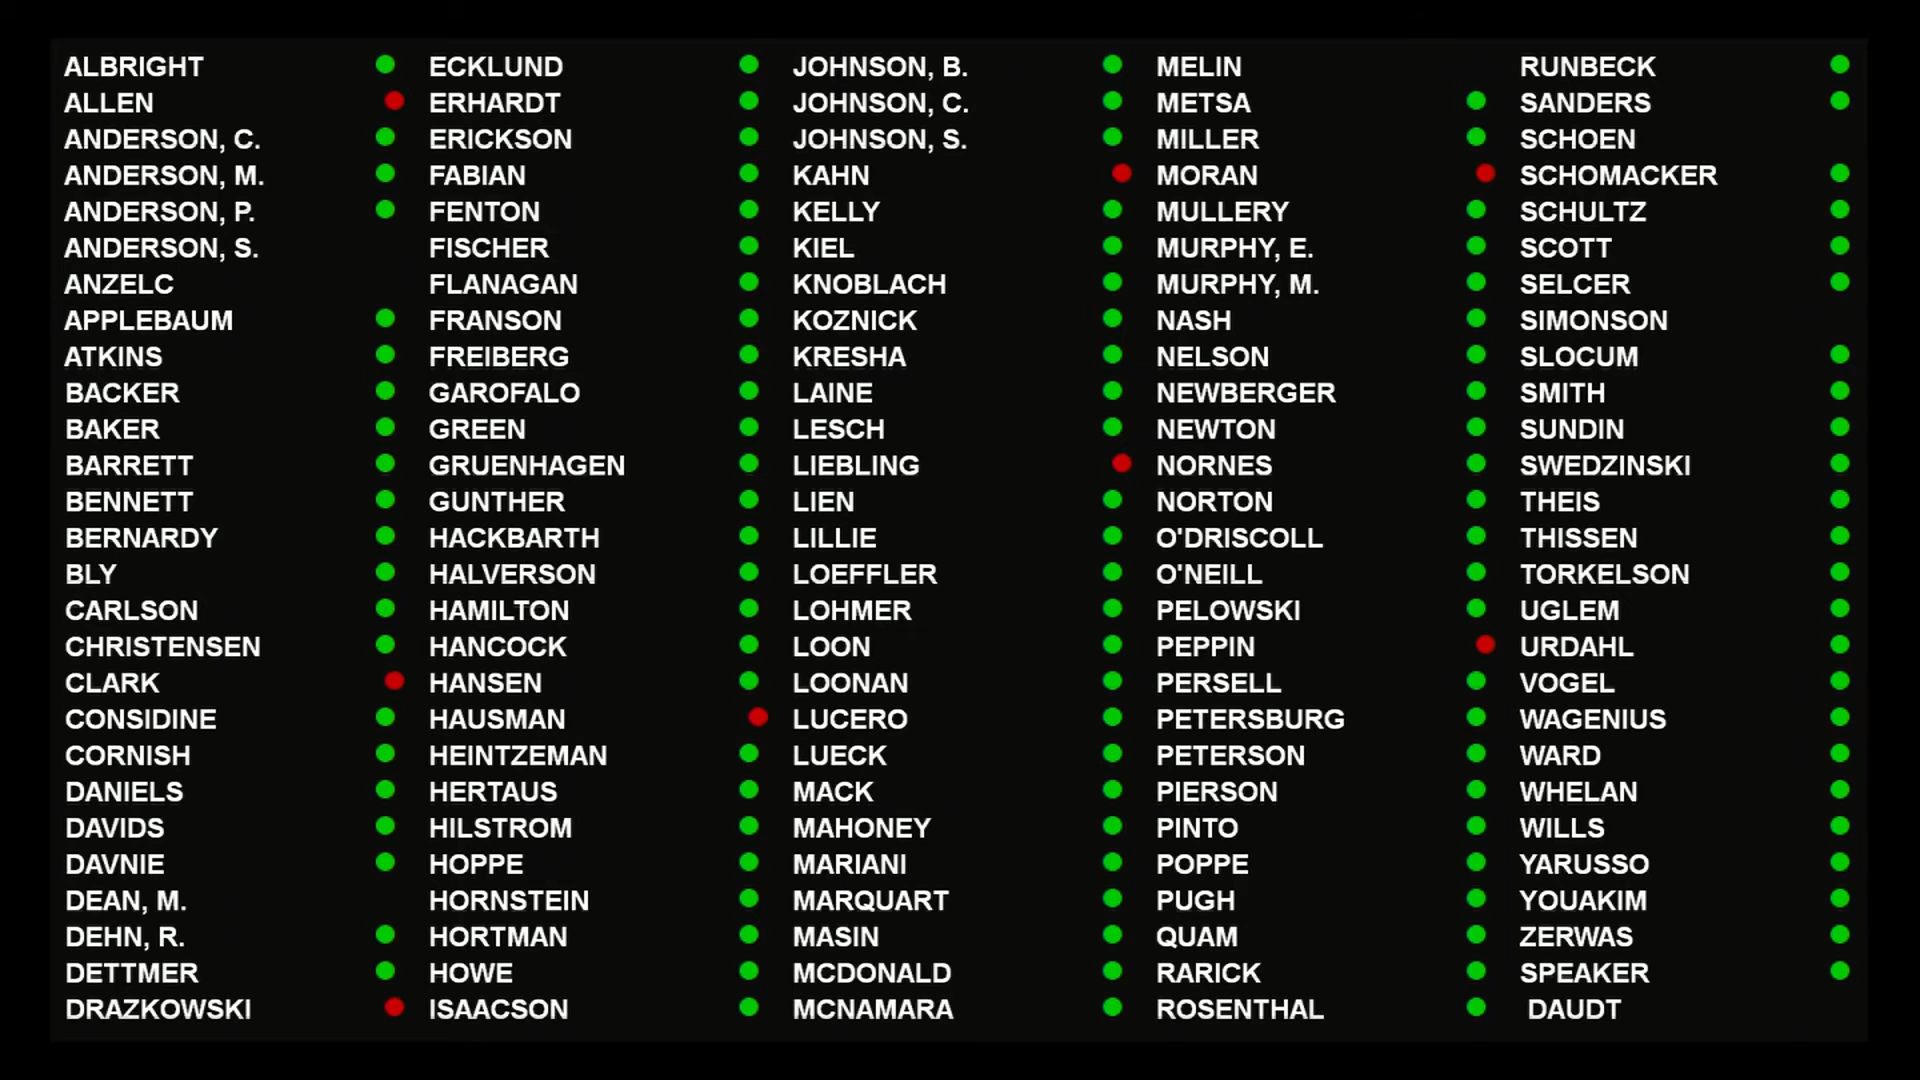 ALBRIGHT
ALLEN
ANDERSON, C.
ANDERSON, M.
ANDERSON, P.
ANDERSON, S.
ANZELC
APPLEBAUM
ATKINS
BACKER
BAKER
BARRETT
BENNETT
BERNARDY
BLY
CARLSON
CHRISTENSEN
CLARK
CONSIDINE
CORNISH
DANIELS
DAVIDS
DAVNIE
DEAN, M.
DEHN, R.
DETTMER
DRAZKOWSKI
ECKLUND
ERHARDT
ERICKSON
FABIAN
FENTON
FISCHER
FLANAGAN
FRANSON
FREIBERG
GAROFALO
GREEN
GRUENHAGEN
GUNTHER
HACKBARTH
HALVERSON
HAMILTON
HANCOCK
HANSEN
HAUSMAN
HEINTZEMAN
HERTAUS
HILSTROM
HOPPE
HORNSTEIN
HORTMAN
HOWE
ISAACSON
JOHNSON, B.
JOHNSON, C.
JOHNSON, S.
KAHN
KELLY
KIEL
KNOBLACH
KOZNICK
KRESHA
LAINE
LESCH
LIEBLING
LIEN
LILLIE
LOEFFLER
LOHMER
LOON
LOONAN
LUCERO
LUECK
MACK
MAHONEY
MARIANI
MARQUART
MASIN
MCDONALD
MCNAMARA
MELIN
METSA
MILLER
MORAN
MULLERY
MURPHY, E.
MURPHY, M.
NASH
NELSON
NEWBERGER
NEWTON
NORNES
NORTON
O'DRISCOLL
O'NEILL
PELOWSKI
PEPPIN
PERSELL
PETERSBURG
PETERSON
PIERSON
PINTO
POPPE
PUGH
QUAM
RARICK
ROSENTHAL
RUNBECK
SANDERS
SCHOEN
SCHOMACKER
SCHULTZ
SCOTT
SELCER
SIMONSON
SLOCUM
SMITH
SUNDIN
SWEDZINSKI
THEIS
THISSEN
TORKELSON
UGLEM
URDAHL
VOGEL
WAGENIUS
WARD
WHELAN
WILLS
YARUSSO
YOUAKIM
ZERWAS
SPEAKER
DAUDT